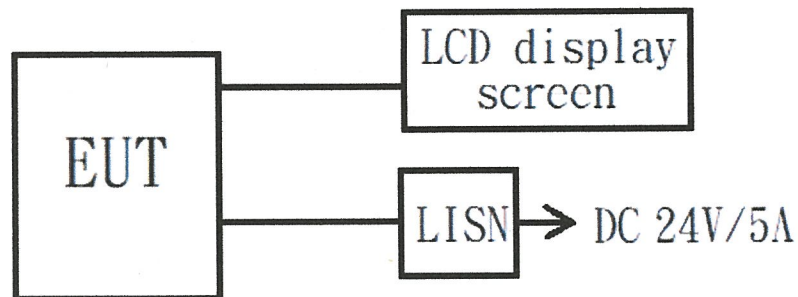 LCD display
screen
EUT
LISN
DC 24V/5A